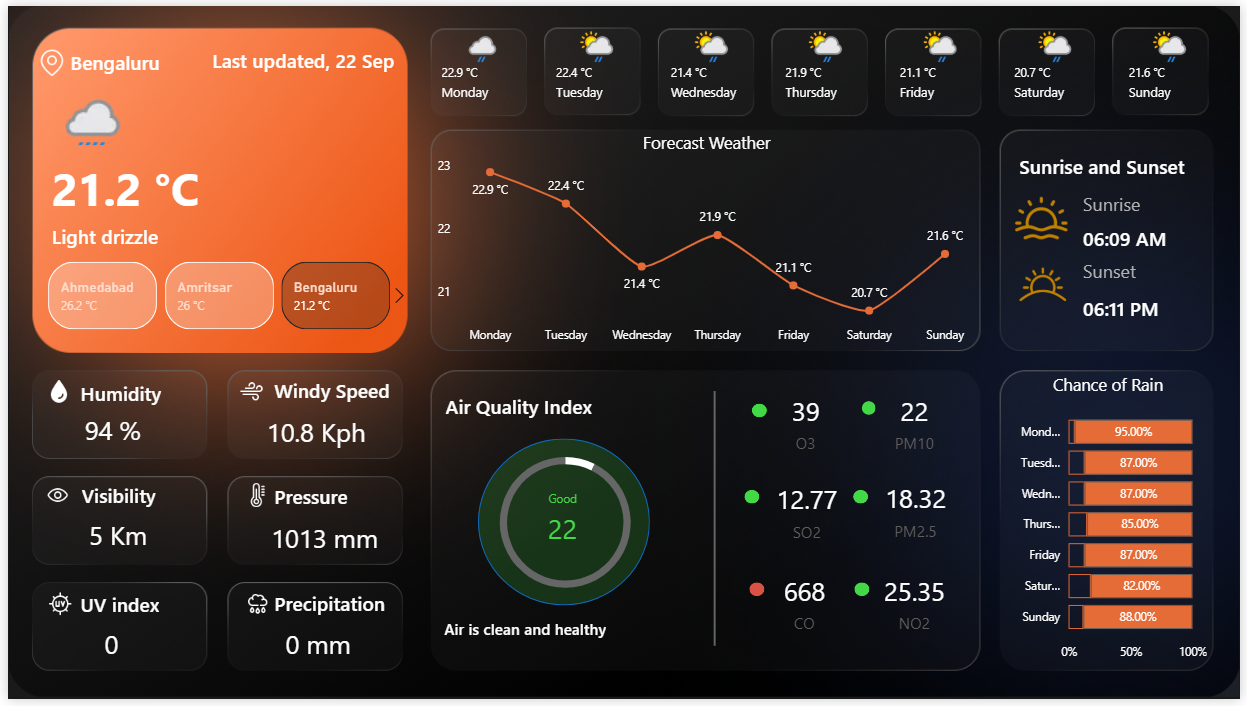 Bengaluru
Last updated, 22 Sep
21.2 °C
Light drizzle
Ahmedabad
26.2 °C
Amritsar
26 °C
Bengaluru
21.2 °C
22.9 °C
Monday
22.4 °C
Tuesday
21.4 °C
Wednesday
21.9 °C
Thursday
21.1 °C
Friday
20.7 °C
Saturday
21.6 °C
Sunday
Forecast Weather
23
22
21
22.9 °C
22.4 °C
21.4 °C
21.9 °C
21.1 °C
20.7 °C
21.6 °C
Monday Tuesday Wednesday Thursday Friday Saturday Sunday
Sunrise and Sunset
Sunrise
06:09 AM
Sunset
06:11 PM
Humidity
94 %
Windy Speed
10.8 Kph
Visibility
5 Km
Pressure
1013 mm
UV
UV index
0
Precipitation
0 mm
Air Quality Index
Good
22
Air is clean and healthy
39
O3
22
PM10
12.77
SO2
18.32
PM2.5
668
CO
25.35
NO2
Chance of Rain
Mond... 95.00%
Tuesd... 87.00%
Wedn... 87.00%
Thurs... 85.00%
Friday 87.00%
Satur... 82.00%
Sunday 88.00%
0% 50% 100%